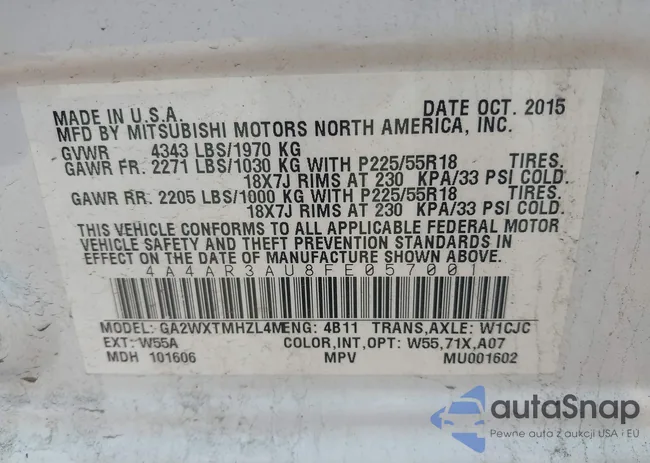 MADE IN U.S.A. DATE OCT. 2015
MFD BY MITSUBISHI MOTORS NORTH AMERICA, INC.
GVWR 4343 LBS/1970 KG
GAWR FR. 2271 LBS/1030 KG WITH P225/55R18 TIRES.
18X7J RIMS AT 230 KPA/33 PSI COLD.
GAWR RR. 2205 LBS/1000 KG WITH P225/55R18 TIRES.
18X7J RIMS AT 230 KPA/33 PSI COLD.
THIS VEHICLE CONFORMS TO ALL APPLICABLE FEDERAL MOTOR
VEHICLE SAFETY AND THEFT PREVENTION STANDARDS IN
EFFECT ON THE DATE OF MANUFACTURE SHOWN ABOVE.
4A4AR3AU8FE057001
MODEL: GA2WXTMHZL4M ENG: 4B11 TRANS,AXLE: W1CJC
EXT: W55A COLOR,INT,OPT: W55,71X,A07
MDH 101606 MPV MU001602
autaSnap
Pewne auta z aukcji USA i EU